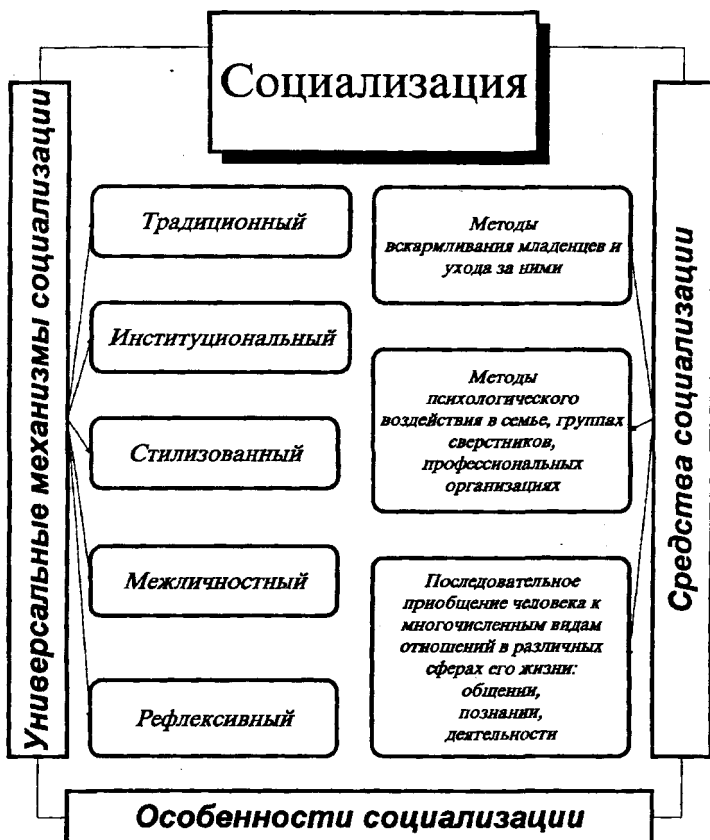 Социализация
Универсальные механизмы социализации
Традиционный
Институциональный
Стилизованный
Межличностный
Рефлексивный
Методы
вскармливания младенцев и
ухода за ними
Методы
психологического
воздействия в семье, группах
сверстников,
профессиональных
организациях
Последовательное
приобщение человека к
многочисленным видам
отношений в различных
сферах его жизни:
общении,
познании,
деятельности
Средства социализации
Особенности социализации